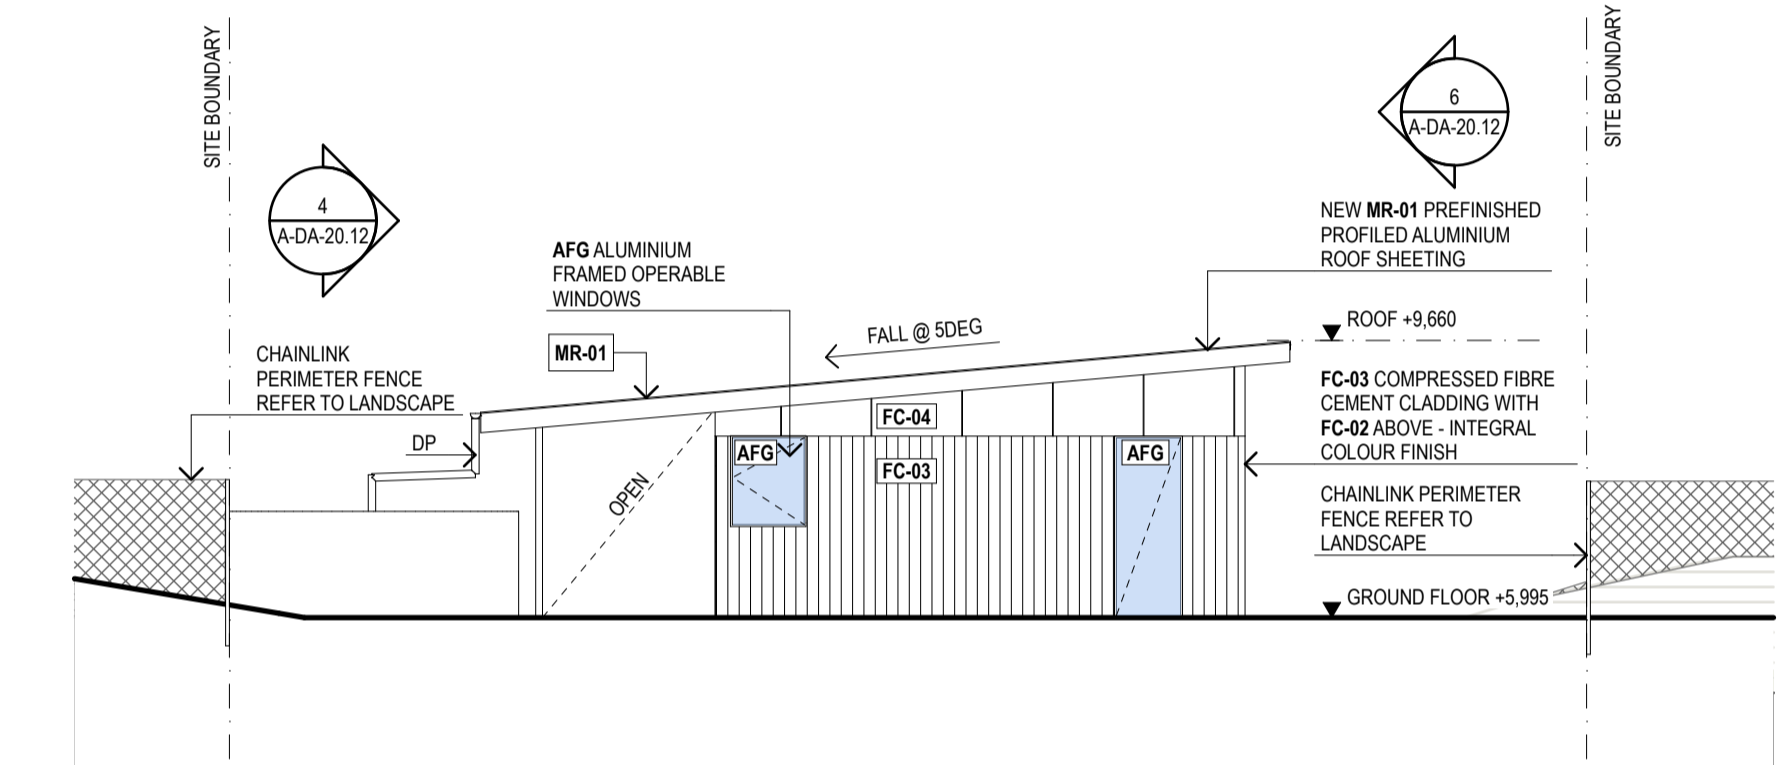 SITE BOUNDARY
4
A-DA-20.12
6
A-DA-20.12
SITE BOUNDARY
AFG ALUMINIUM
FRAMED OPERABLE
WINDOWS
NEW MR-01 PREFINISHED
PROFILED ALUMINIUM
ROOF SHEETING
CHAINLINK
PERIMETER FENCE
REFER TO LANDSCAPE
MR-01
FALL @ 5DEG
ROOF +9,660
FC-03 COMPRESSED FIBRE
CEMENT CLADDING WITH
FC-02 ABOVE - INTEGRAL
COLOUR FINISH
DP
FC-04
AFG
FC-03
AFG
OPEN
CHAINLINK PERIMETER
FENCE REFER TO
LANDSCAPE
GROUND FLOOR +5,995